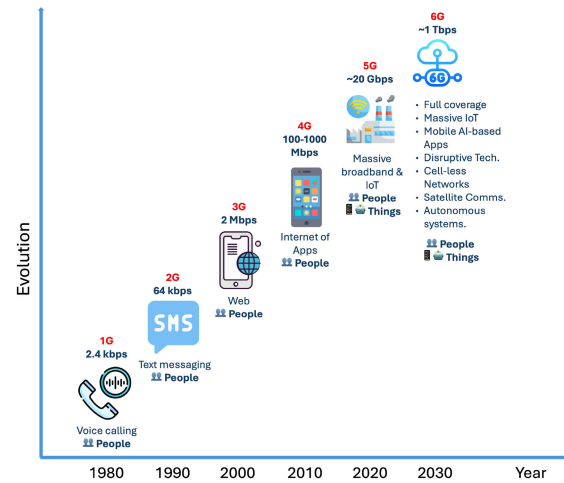 6G
~1 Tbps
6G
• Full coverage
• Massive IoT
• Mobile AI-based
Apps
• Disruptive Tech.
• Cell-less
Networks
• Satellite Comms.
• Autonomous
systems.
People
Things
5G
~20 Gbps
Massive
broadband &
IoT
People
Things
4G
100-1000
Mbps
Internet of
Apps
People
3G
2 Mbps
Web
People
2G
64 kbps
SMS
Text messaging
People
1G
2.4 kbps
Voice calling
People
Evolution
1980 1990 2000 2010 2020 2030 Year